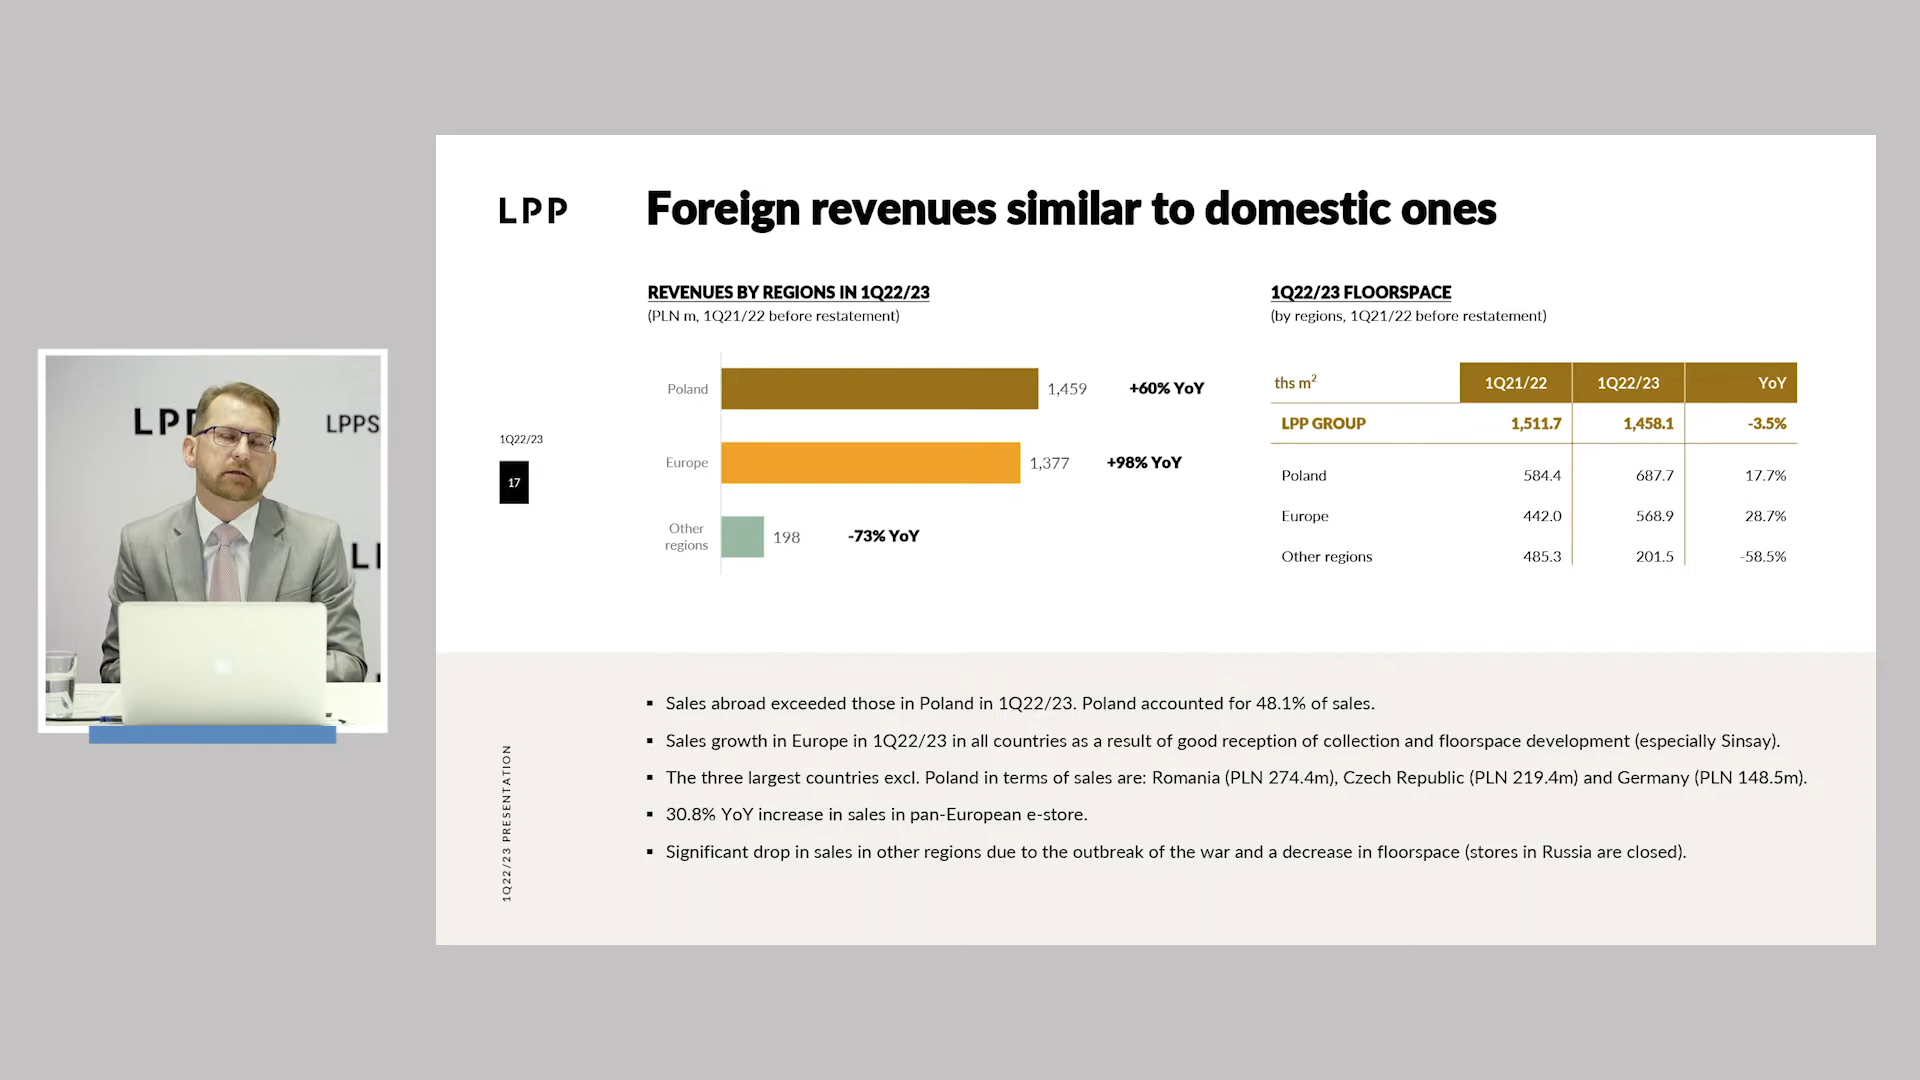 LPP
Foreign revenues similar to domestic ones
REVENUES BY REGIONS IN 1Q22/23
(PLN m, 1Q21/22 before restatement)
Poland 1,459 +60% YoY
Europe 1,377 +98% YoY
Other
regions 198 -73% YoY
1Q22/23 FLOORSPACE
(by regions, 1Q21/22 before restatement)
ths m² 1Q21/22 1Q22/23 YoY
LPP GROUP 1,511.7 1,458.1 -3.5%
Poland 584.4 687.7 17.7%
Europe 442.0 568.9 28.7%
Other regions 485.3 201.5 -58.5%
1Q22/23
17
LPP
LPPS
L
▪ Sales abroad exceeded those in Poland in 1Q22/23. Poland accounted for 48.1% of sales.
▪ Sales growth in Europe in 1Q22/23 in all countries as a result of good reception of collection and floorspace development (especially Sinsay).
▪ The three largest countries excl. Poland in terms of sales are: Romania (PLN 274.4m), Czech Republic (PLN 219.4m) and Germany (PLN 148.5m).
▪ 30.8% YoY increase in sales in pan-European e-store.
▪ Significant drop in sales in other regions due to the outbreak of the war and a decrease in floorspace (stores in Russia are closed).
1Q22/23 PRESENTATION